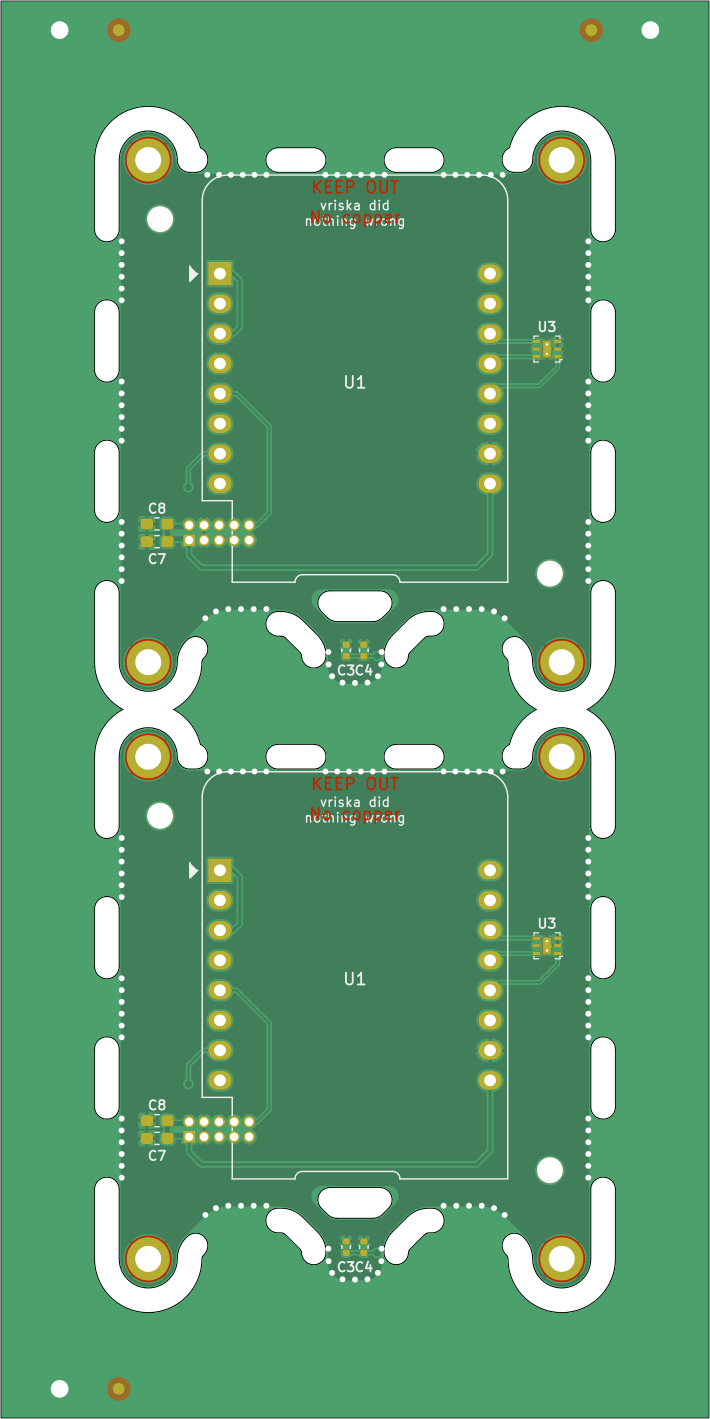 KEEP OUT
vriska did
No copper
nothing wrong
U3
U1
C8
C7
C3C4
KEEP OUT
vriska did
No copper
nothing wrong
U3
U1
C8
C7
C3C4